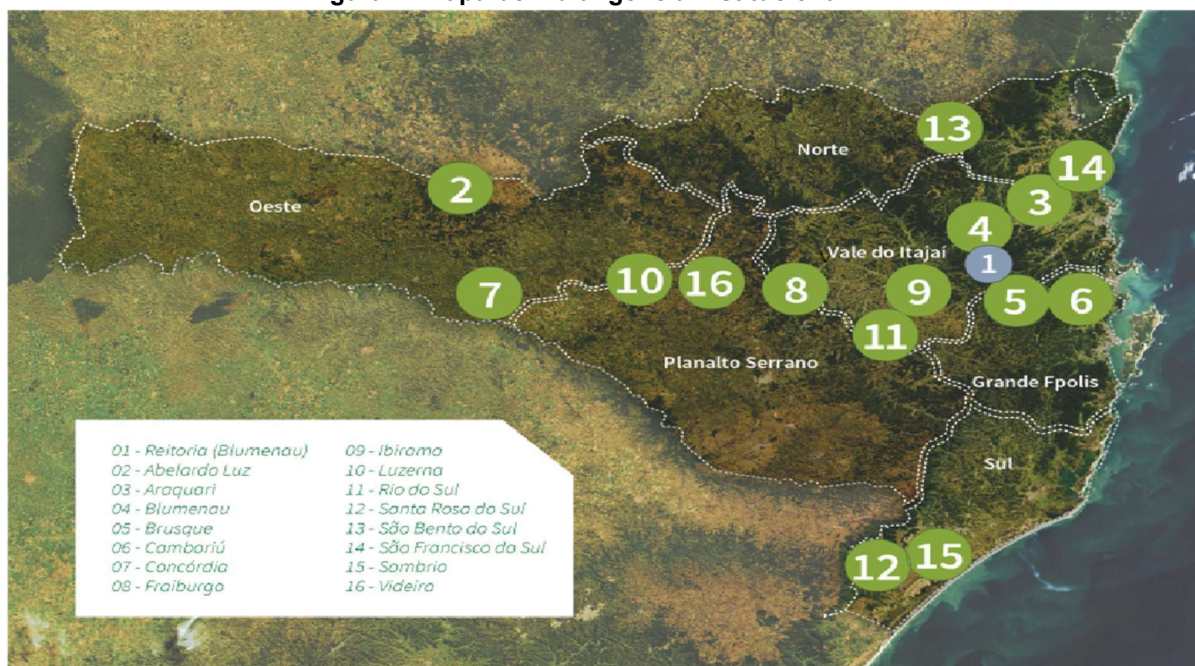 13
14
Norte
2
3
Oeste
4
Vale do Itajaí
1
10
16
8
9
7
5
6
11
Planalto Serrano
Grande Fpolis
Sul
12
15
01 - Reitoria (Blumenau)
02 - Abelardo Luz
03 - Araquari
04 - Blumenau
05 - Brusque
06 - Camboriú
07 - Concórdia
08 - Fraiburgo
09 - Ibirama
10 - Luzerna
11 - Rio do Sul
12 - Santa Rosa do Sul
13 - São Bento do Sul
14 - São Francisco do Sul
15 - Sombrio
16 - Videira